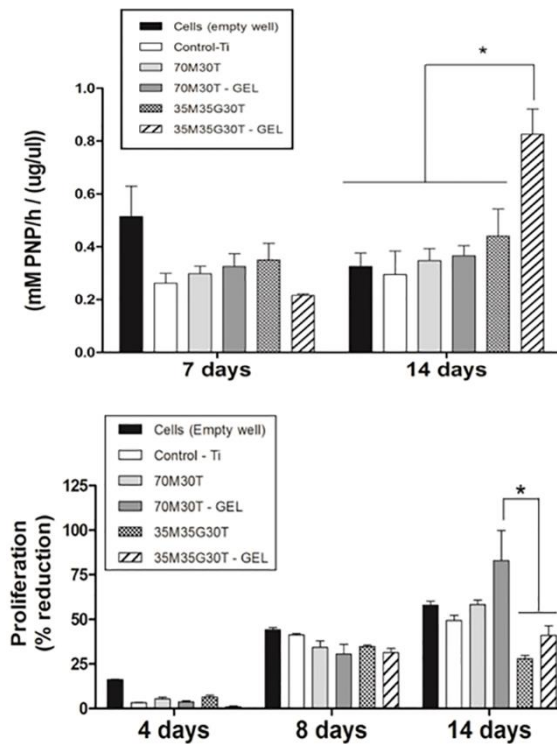 Cells (empty well)
Control-Ti
70M30T
70M30T - GEL
35M35G30T
35M35G30T - GEL
*
(mM PNP/h / (ug/ul))
1.0
0.8
0.6
0.4
0.2
0.0
7 days
14 days
Cells (Empty well)
Control - Ti
70M30T
70M30T - GEL
35M35G30T
35M35G30T - GEL
*
Proliferation
(% reduction)
125
100
75
50
25
0
4 days
8 days
14 days